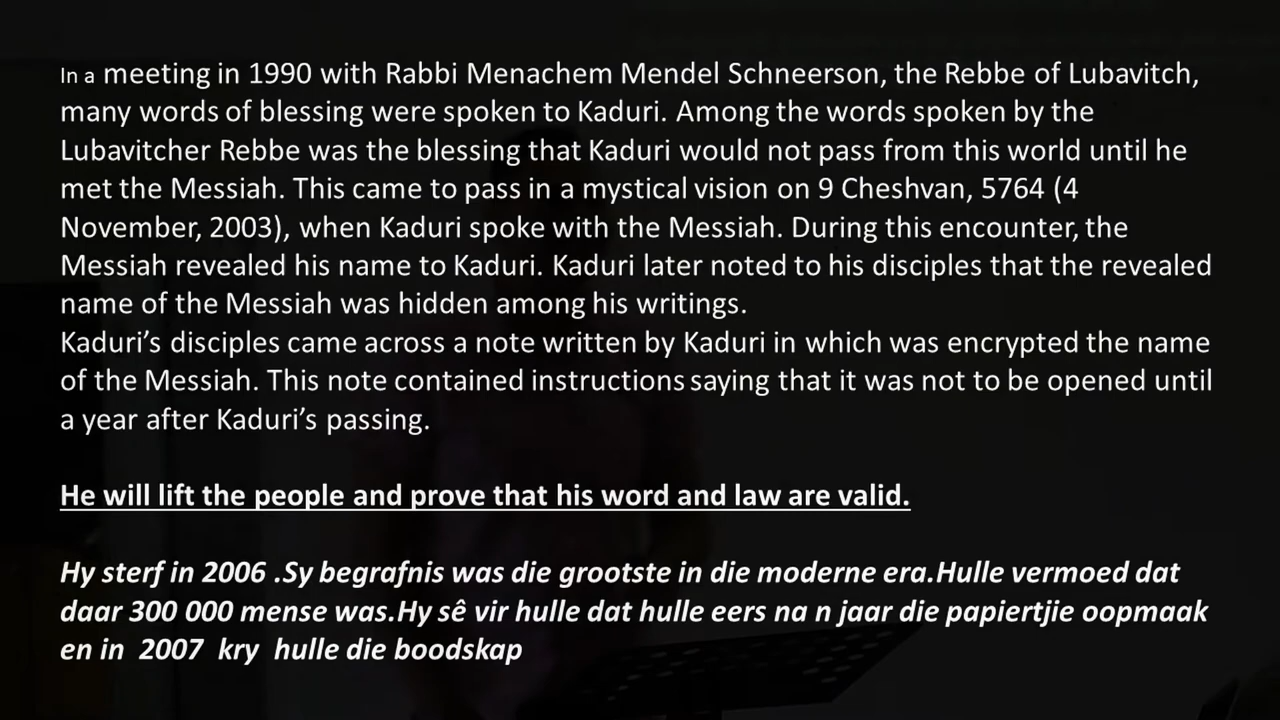 In a meeting in 1990 with Rabbi Menachem Mendel Schneerson, the Rebbe of Lubavitch,
many words of blessing were spoken to Kaduri. Among the words spoken by the
Lubavitcher Rebbe was the blessing that Kaduri would not pass from this world until he
met the Messiah. This came to pass in a mystical vision on 9 Cheshvan, 5764 (4
November, 2003), when Kaduri spoke with the Messiah. During this encounter, the
Messiah revealed his name to Kaduri. Kaduri later noted to his disciples that the revealed
name of the Messiah was hidden among his writings.
Kaduri’s disciples came across a note written by Kaduri in which was encrypted the name
of the Messiah. This note contained instructions saying that it was not to be opened until
a year after Kaduri’s passing.
He will lift the people and prove that his word and law are valid.
Hy sterf in 2006 .Sy begrafnis was die grootste in die moderne era.Hulle vermoed dat
daar 300 000 mense was.Hy sê vir hulle dat hulle eers na n jaar die papiertjie oopmaak
en in 2007 kry hulle die boodskap